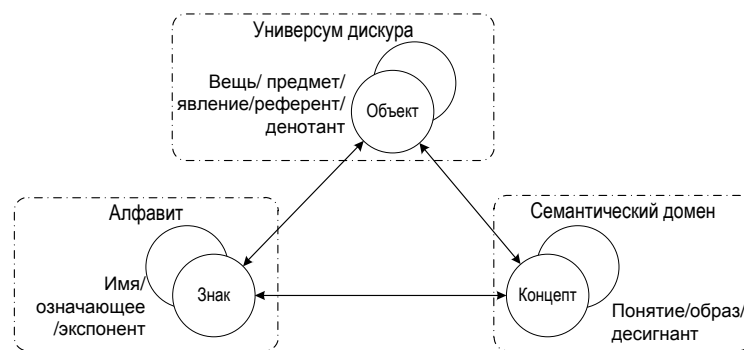 Универсум дискура
Вещь/ предмет/
явление/референт/
денотант
Объект
Алфавит
Имя/
означающее
/экспонент
Знак
Семантический домен
Концепт
Понятие/образ/
десигнант